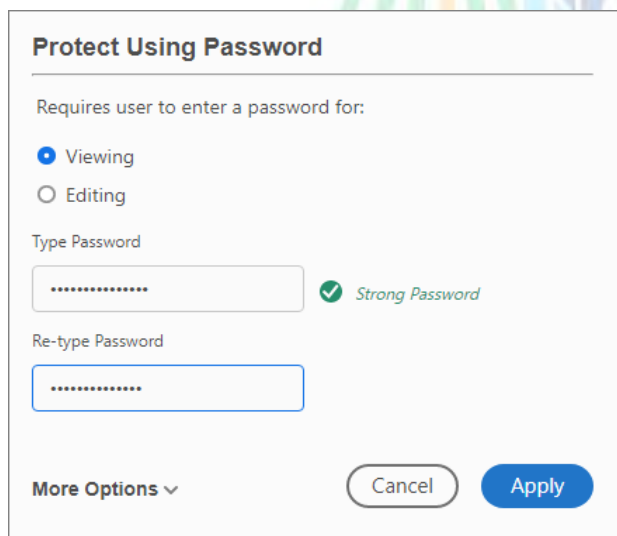 Protect Using Password
Requires user to enter a password for:
Viewing
Editing
Type Password
•••••••••••••••
Strong Password
Re-type Password
••••••••••••••
More Options
Cancel
Apply